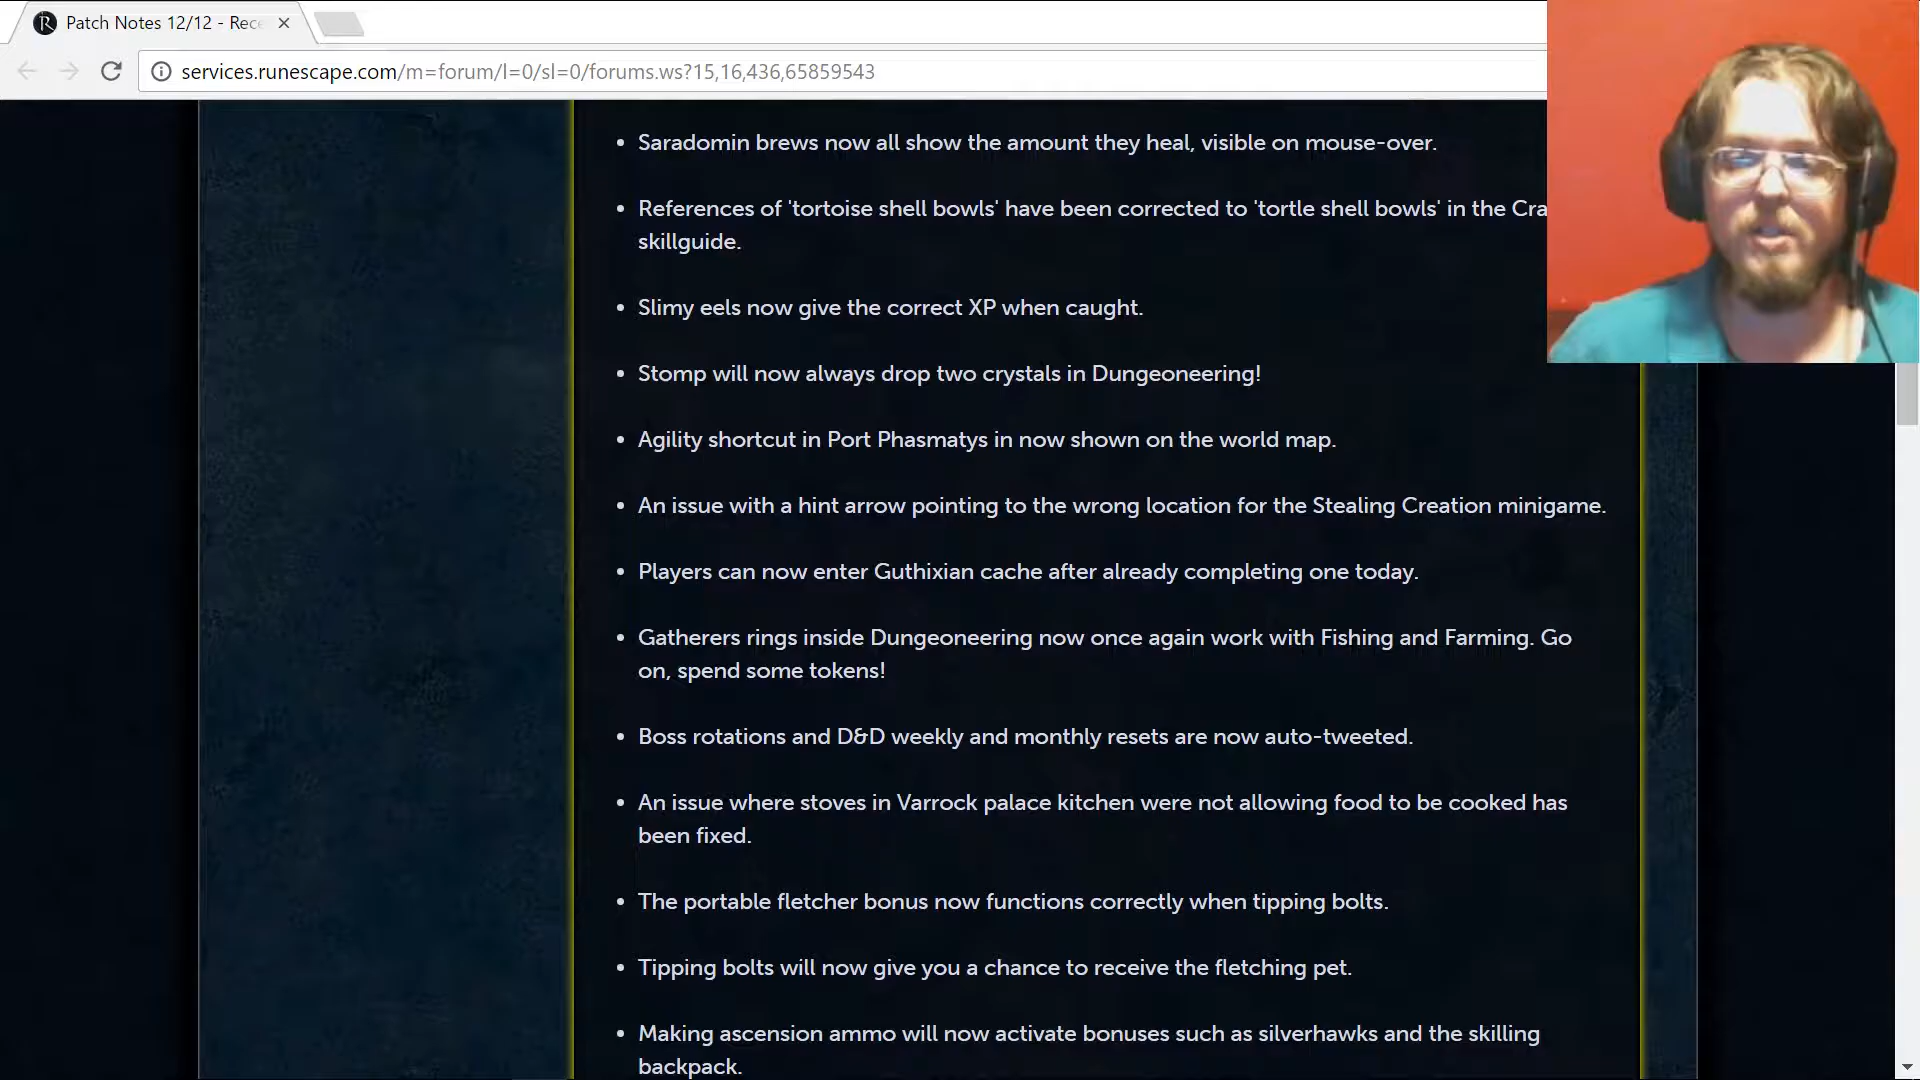 Patch Notes 12/12 - Rece
services.runescape.com/m=forum/l=0/sl=0/forums.ws?15,16,436,65859543
• Saradomin brews now all show the amount they heal, visible on mouse-over.
• References of 'tortoise shell bowls' have been corrected to 'tortle shell bowls' in the Cra
skillguide.
• Slimy eels now give the correct XP when caught.
• Stomp will now always drop two crystals in Dungeoneering!
• Agility shortcut in Port Phasmatys in now shown on the world map.
• An issue with a hint arrow pointing to the wrong location for the Stealing Creation minigame.
• Players can now enter Guthixian cache after already completing one today.
• Gatherers rings inside Dungeoneering now once again work with Fishing and Farming. Go
on, spend some tokens!
• Boss rotations and D&D weekly and monthly resets are now auto-tweeted.
• An issue where stoves in Varrock palace kitchen were not allowing food to be cooked has
been fixed.
• The portable fletcher bonus now functions correctly when tipping bolts.
• Tipping bolts will now give you a chance to receive the fletching pet.
• Making ascension ammo will now activate bonuses such as silverhawks and the skilling
backpack.